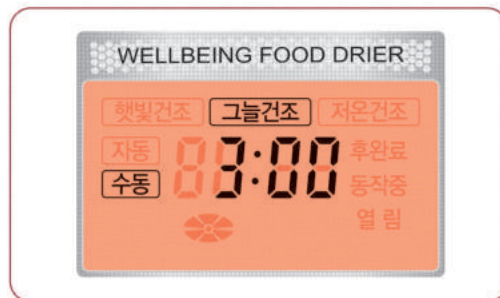 WELLBEING FOOD DRIER
햇빛건조 그늘건조 저온건조
자동 후완료
수동 3:00 동작중
열림